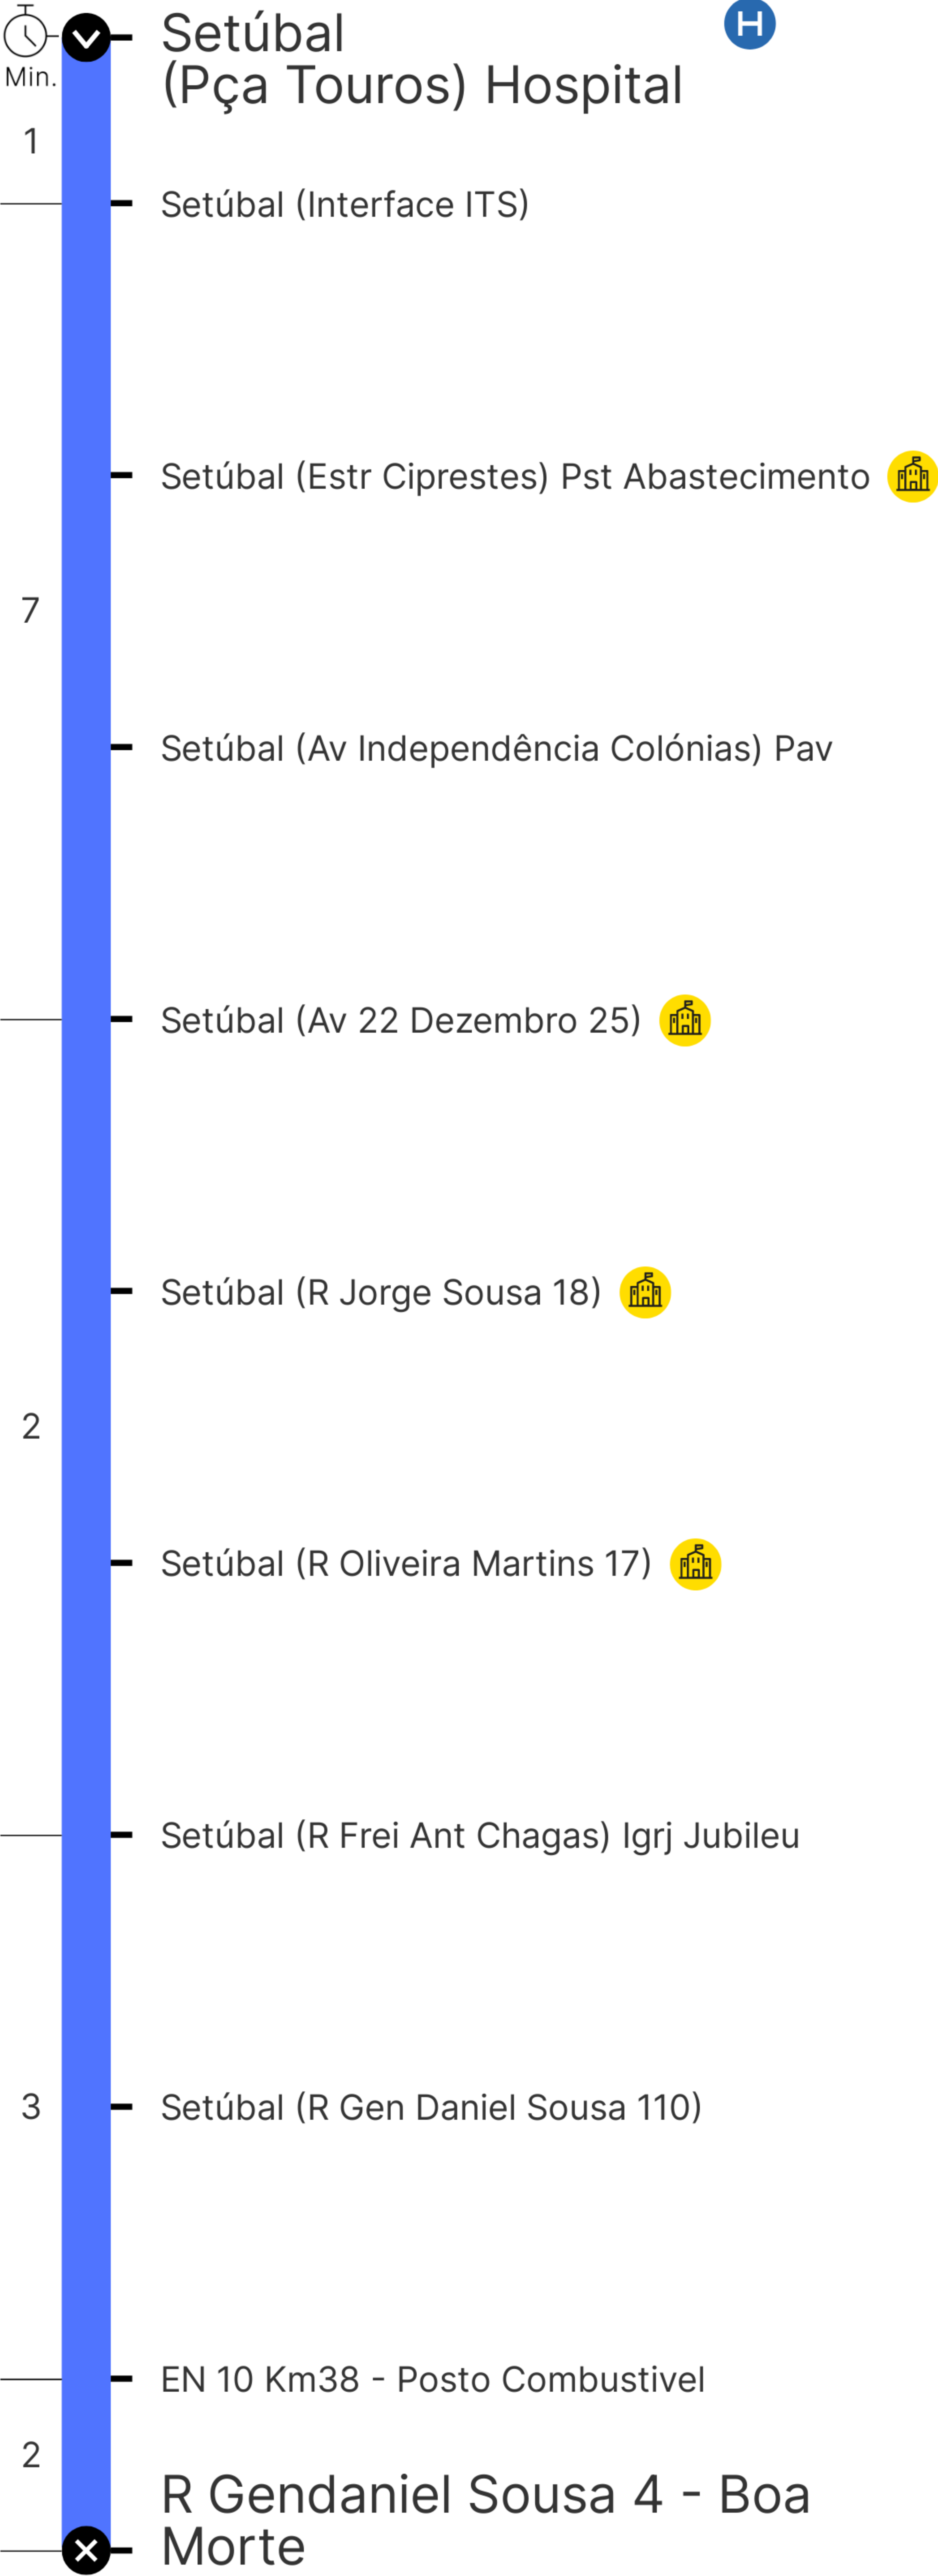 Setúbal
H
(Pça Touros) Hospital
Min.
1
Setúbal (Interface ITS)
Setúbal (Estr Ciprestes) Pst Abastecimento
7
Setúbal (Av Independência Colónias) Pav
Setúbal (Av 22 Dezembro 25)
Setúbal (R Jorge Sousa 18)
2
Setúbal (R Oliveira Martins 17)
Setúbal (R Frei Ant Chagas) Igrj Jubileu
3
Setúbal (R Gen Daniel Sousa 110)
EN 10 Km38 - Posto Combustivel
2
R Gendaniel Sousa 4 - Boa
Morte